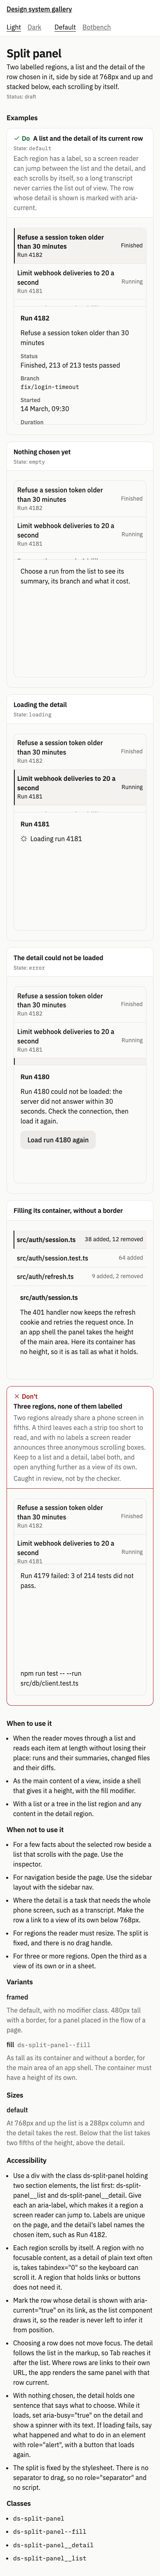 Design system gallery
Light Dark Default Botbench
Split panel
Two labelled regions, a list and the detail of the
row chosen in it, side by side at 768px and up and
stacked below, each scrolling by itself.
Status: draft
Examples
✓ Do A list and the detail of its current row
State: default
Each region has a label, so a screen reader
can jump between the list and the detail, and
each scrolls by itself, so a long transcript
never carries the list out of view. The row
whose detail is shown is marked with aria-
current.
Refuse a session token older
than 30 minutes
Finished
Run 4182
Limit webhook deliveries to 20 a
second
Running
Run 4181
Run 4182
Refuse a session token older than 30
minutes
Status
Finished, 213 of 213 tests passed
Branch
fix/login-timeout
Started
14 March, 09:30
Duration
Nothing chosen yet
State: empty
Refuse a session token older
than 30 minutes
Finished
Run 4182
Limit webhook deliveries to 20 a
second
Running
Run 4181
Choose a run from the list to see its
summary, its branch and what it cost.
Loading the detail
State: loading
Refuse a session token older
than 30 minutes
Finished
Run 4182
Limit webhook deliveries to 20 a
second
Running
Run 4181
Run 4181
Loading run 4181
The detail could not be loaded
State: error
Refuse a session token older
than 30 minutes
Finished
Run 4182
Limit webhook deliveries to 20 a
second
Running
Run 4181
Run 4180
Run 4180 could not be loaded: the
server did not answer within 30
seconds. Check the connection, then
load it again.
Load run 4180 again
Filling its container, without a border
src/auth/session.ts 38 added, 12 removed
src/auth/session.test.ts 64 added
src/auth/refresh.ts 9 added, 2 removed
src/auth/session.ts
The 401 handler now keeps the refresh
cookie and retries the request once. In
an app shell the panel takes the height
of the main area. Here its container has
no height, so it is as tall as what it holds.
✕ Don't
Three regions, none of them labelled
Two regions already share a phone screen in
fifths. A third leaves each a strip too short to
read, and with no labels a screen reader
announces three anonymous scrolling boxes.
Keep to a list and a detail, label both, and
open anything further as a view of its own.
Caught in review, not by the checker.
Refuse a session token older
than 30 minutes
Finished
Run 4182
Limit webhook deliveries to 20 a
second
Running
Run 4181
Run 4179 failed: 3 of 214 tests did not
pass.
npm run test -- --run
src/db/client.test.ts
When to use it
• When the reader moves through a list and
reads each item at length without losing their
place: runs and their summaries, changed files
and their diffs.
• As the main content of a view, inside a shell
that gives it a height, with the fill modifier.
• With a list or a tree in the list region and any
content in the detail region.
When not to use it
• For a few facts about the selected row beside a
list that scrolls with the page. Use the
inspector.
• For navigation beside the page. Use the sidebar
layout with the sidebar nav.
• Where the detail is a task that needs the whole
phone screen, such as a transcript. Make the
row a link to a view of its own below 768px.
• For regions the reader must resize. The split is
fixed, and there is no drag handle.
• For three or more regions. Open the third as a
view of its own or in a sheet.
Variants
framed
The default, with no modifier class. 480px tall
with a border, for a panel placed in the flow of a
page.
fill ds-split-panel--fill
As tall as its container and without a border, for
the main area of an app shell. The container must
have a height of its own.
Sizes
default
At 768px and up the list is a 288px column and
the detail takes the rest. Below that the list takes
two fifths of the height, above the detail.
Accessibility
• Use a div with the class ds-split-panel holding
two section elements, the list first: ds-split-
panel__list and ds-split-panel__detail. Give
each an aria-label, which makes it a region a
screen reader can jump to. Labels are unique
on the page, and the detail's label names the
chosen item, such as Run 4182.
• Each region scrolls by itself. A region with no
focusable content, as a detail of plain text often
is, takes tabindex="0" so the keyboard can
scroll it. A region that holds links or buttons
does not need it.
• Mark the row whose detail is shown with aria-
current="true" on its link, as the list component
draws it, so the reader is never left to infer it
from position.
• Choosing a row does not move focus. The detail
follows the list in the markup, so Tab reaches it
after the list. Where rows are links to their own
URL, the app renders the same panel with that
row current.
• With nothing chosen, the detail holds one
sentence that says what to choose. While it
loads, set aria-busy="true" on the detail and
show a spinner with its text. If loading fails, say
what happened and what to do in an element
with role="alert", with a button that loads
again.
• The split is fixed by the stylesheet. There is no
separator to drag, so no role="separator" and
no script.
Classes
• ds-split-panel
• ds-split-panel--fill
• ds-split-panel__detail
• ds-split-panel__list